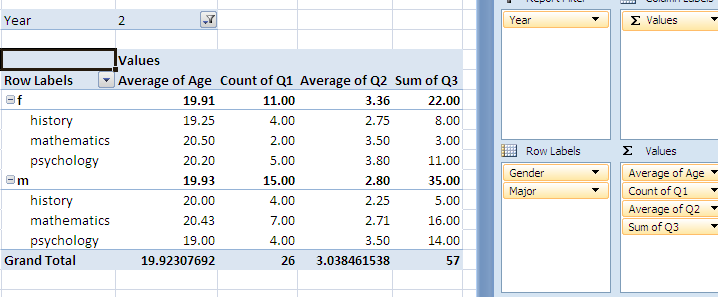 Report Filter
Column Labels
Year 2
Year
Σ Values
Values
Row Labels Average of Age Count of Q1 Average of Q2 Sum of Q3
f 19.91 11.00 3.36 22.00
history 19.25 4.00 2.75 8.00
mathematics 20.50 2.00 3.50 3.00
psychology 20.20 5.00 3.80 11.00
m 19.93 15.00 2.80 35.00
history 20.00 4.00 2.25 5.00
mathematics 20.43 7.00 2.71 16.00
psychology 19.00 4.00 3.50 14.00
Grand Total 19.92307692 26 3.038461538 57
Row Labels
Σ Values
Gender
Major
Average of Age
Count of Q1
Average of Q2
Sum of Q3